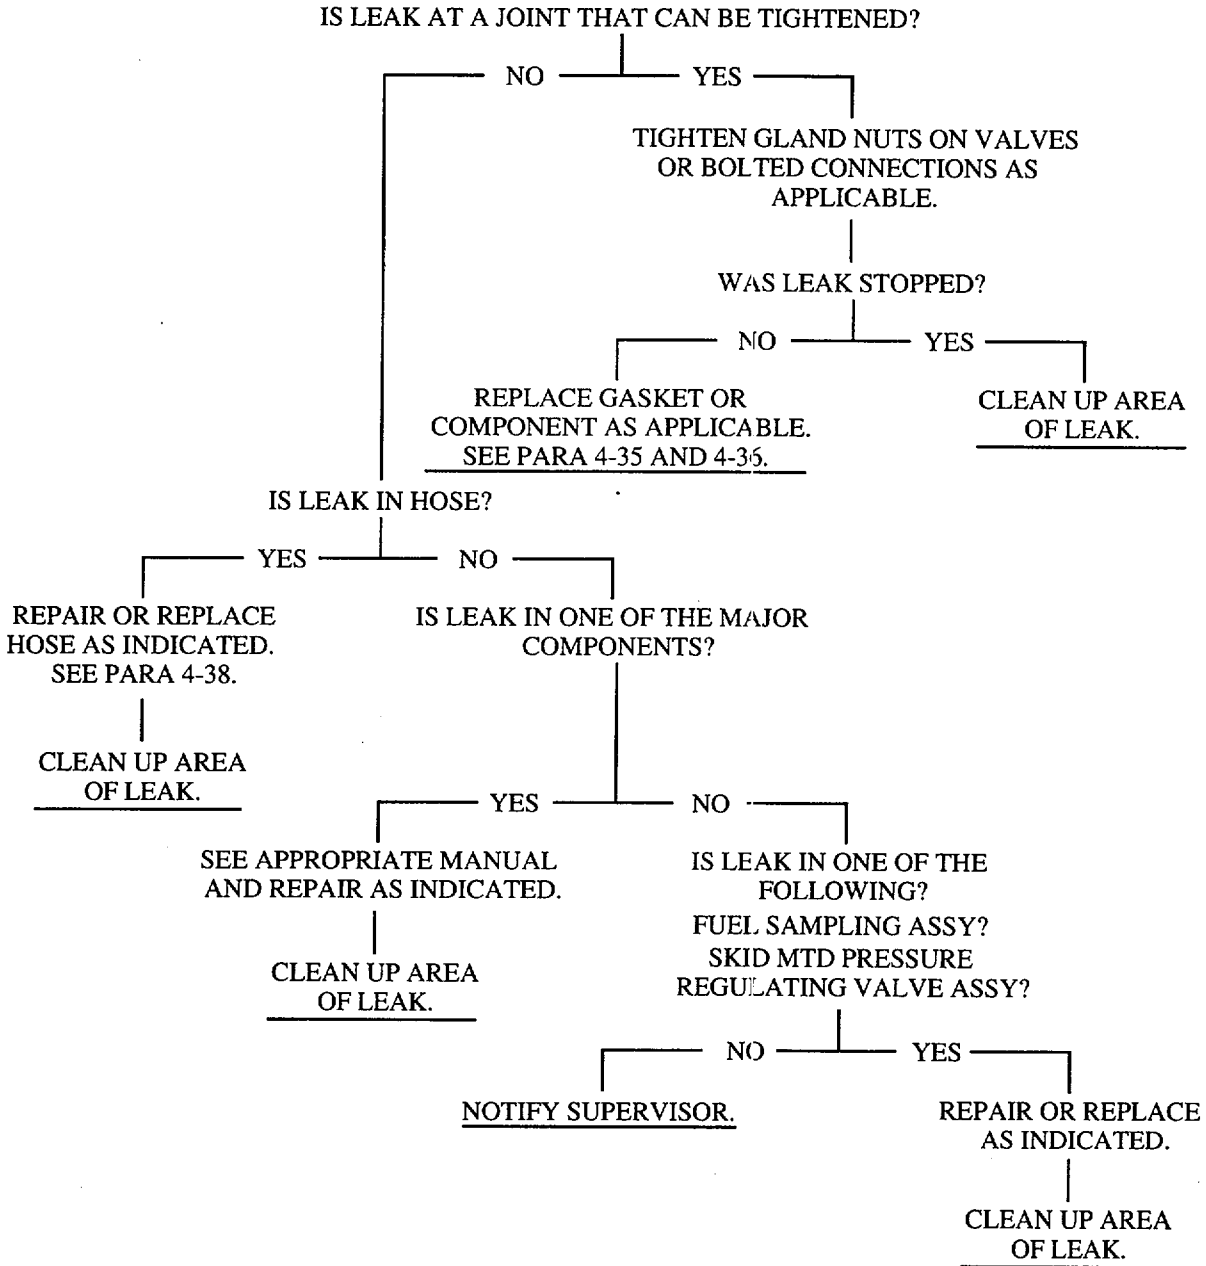 IS LEAK AT A JOINT THAT CAN BE TIGHTENED?
NO
YES
TIGHTEN GLAND NUTS ON VALVES
OR BOLTED CONNECTIONS AS
APPLICABLE.
WAS LEAK STOPPED?
NO
YES
REPLACE GASKET OR
COMPONENT AS APPLICABLE.
SEE PARA 4-35 AND 4-36.
CLEAN UP AREA
OF LEAK.
IS LEAK IN HOSE?
YES
NO
REPAIR OR REPLACE
HOSE AS INDICATED.
SEE PARA 4-38.
CLEAN UP AREA
OF LEAK.
IS LEAK IN ONE OF THE MAJOR
COMPONENTS?
YES
NO
SEE APPROPRIATE MANUAL
AND REPAIR AS INDICATED.
CLEAN UP AREA
OF LEAK.
IS LEAK IN ONE OF THE
FOLLOWING?
FUEL SAMPLING ASSY?
SKID MTD PRESSURE
REGULATING VALVE ASSY?
NO
YES
NOTIFY SUPERVISOR.
REPAIR OR REPLACE
AS INDICATED.
CLEAN UP AREA
OF LEAK.